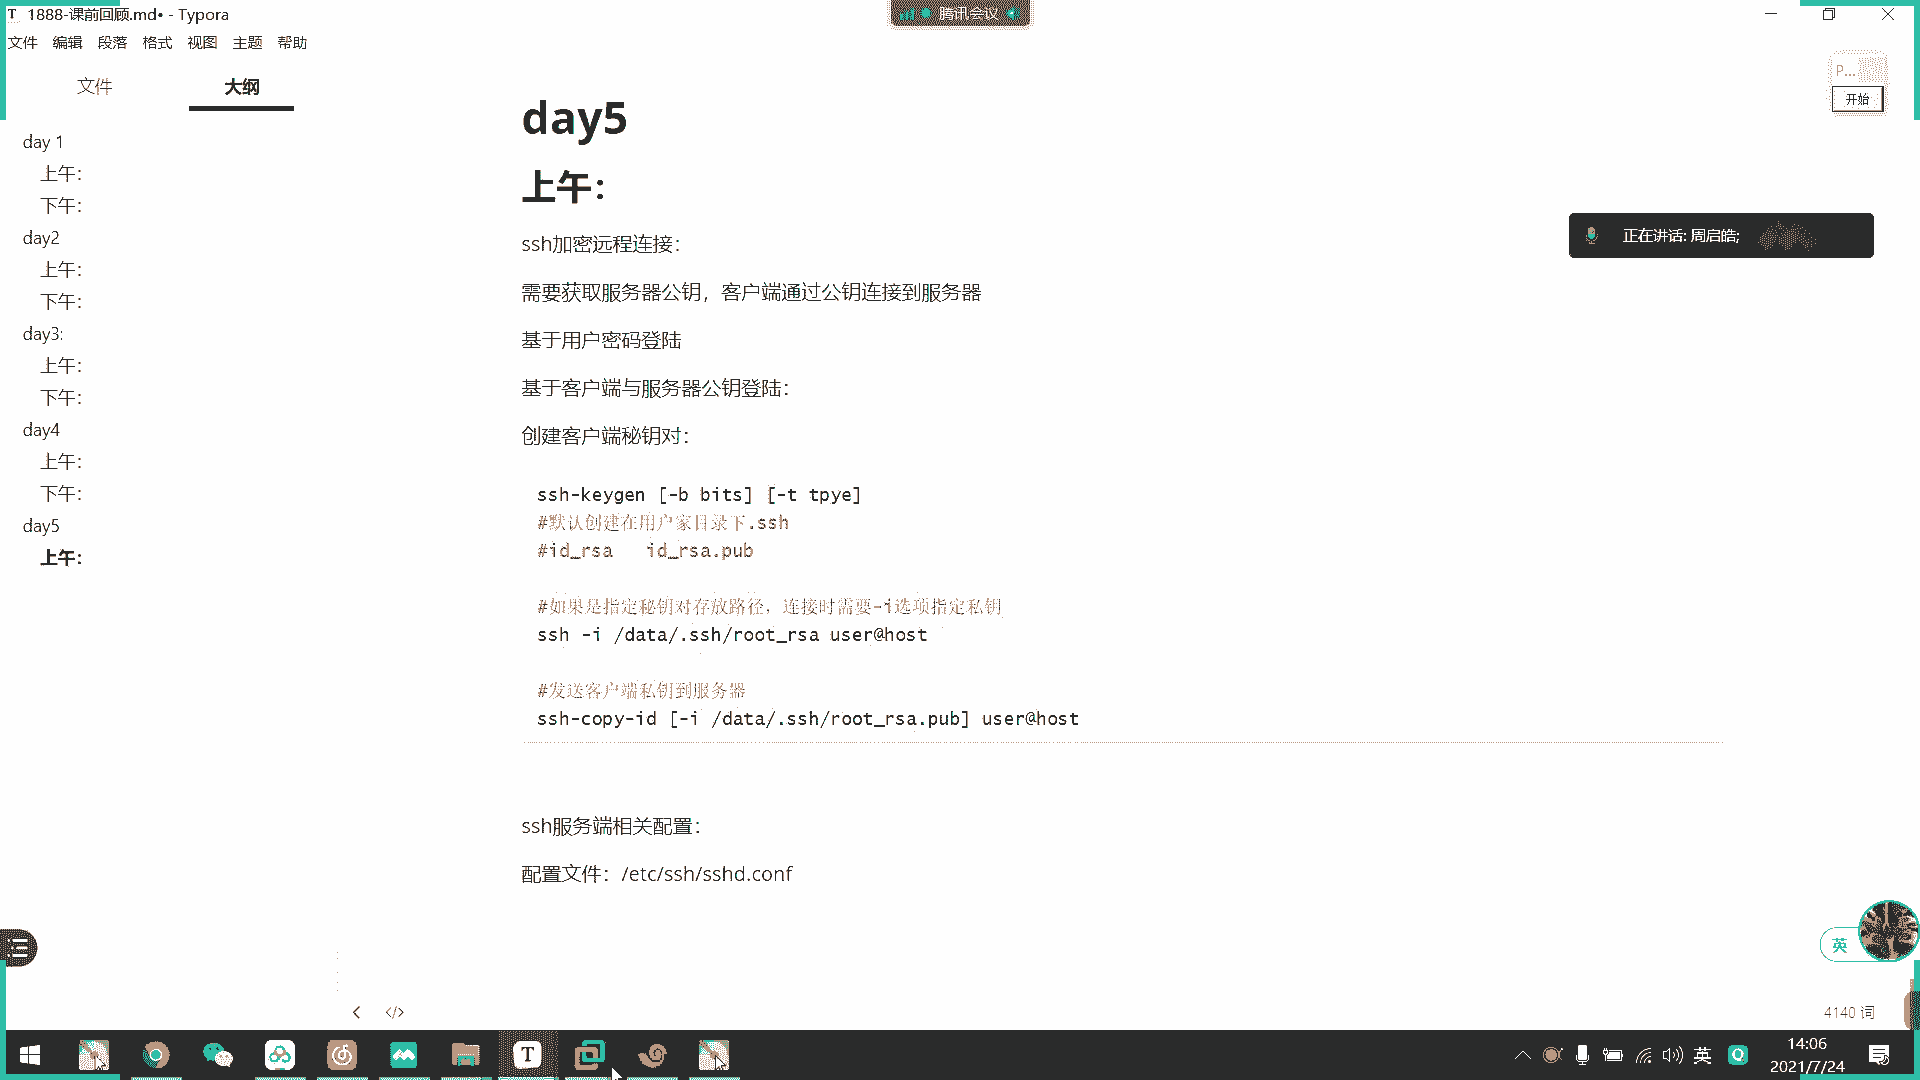 1888-课前回顾.md• - Typora
腾讯会议
文件 编辑 段落 格式 视图 主题 帮助
文件 大纲
day 1
上午：
下午：
day2
上午：
下午：
day3:
上午：
下午：
day4
上午：
下午：
day5
上午：
day5
上午：
ssh加密远程连接：
需要获取服务器公钥，客户端通过公钥连接到服务器
基于用户密码登陆
基于客户端与服务器公钥登陆：
创建客户端秘钥对：
ssh-keygen [-b bits] [-t tpye]
#默认创建在用户家目录下.ssh
#id_rsa   id_rsa.pub
#如果是指定秘钥对存放路径，连接时需要-i选项指定私钥
ssh -i /data/.ssh/root_rsa user@host
#发送客户端私钥到服务器
ssh-copy-id [-i /data/.ssh/root_rsa.pub] user@host
ssh服务端相关配置：
配置文件：/etc/ssh/sshd.conf
P...
开始
正在讲话: 周启皓;
英
4140 词
英
14:06
2021/7/24